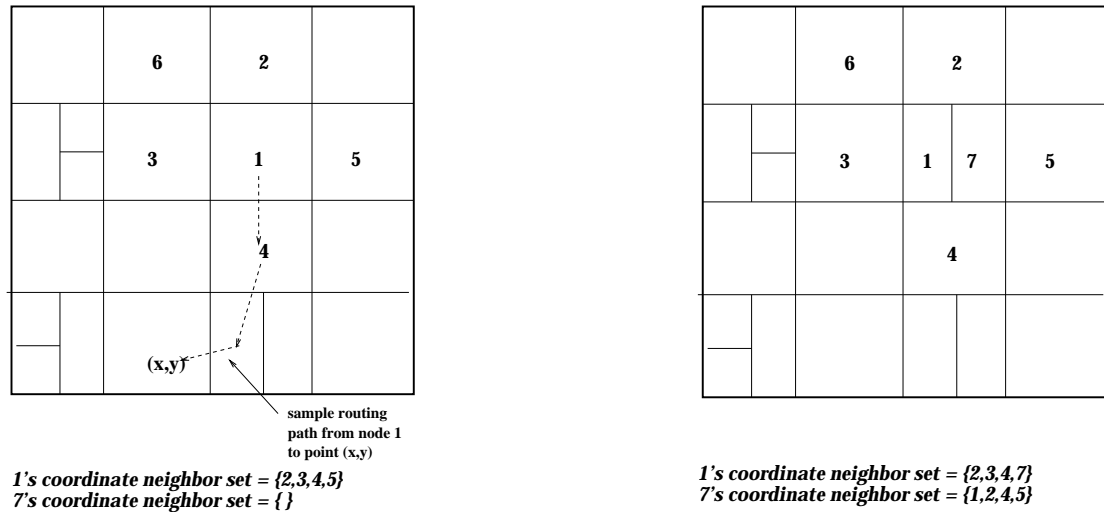 6 2
3 1 5
4
(x,y)
sample routing
path from node 1
to point (x,y)
1's coordinate neighbor set = {2,3,4,5}
7's coordinate neighbor set = { }
6 2
3 1 7 5
4
1's coordinate neighbor set = {2,3,4,7}
7's coordinate neighbor set = {1,2,4,5}